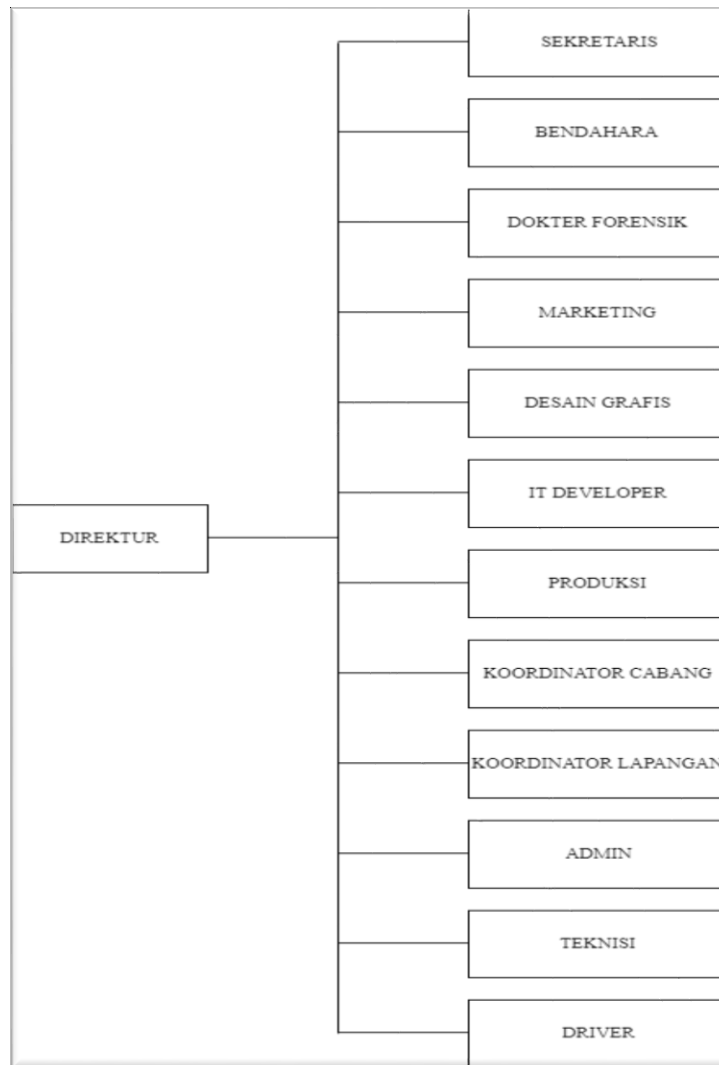 SEKRETARIS
BENDAHARA
DOKTER FORENSIK
MARKETING
DESAIN GRAFIS
IT DEVELOPER
DIREKTUR
PRODUKSI
KOORDINATOR CABANG
KOORDINATOR LAPANGAN
ADMIN
TEKNISI
DRIVER